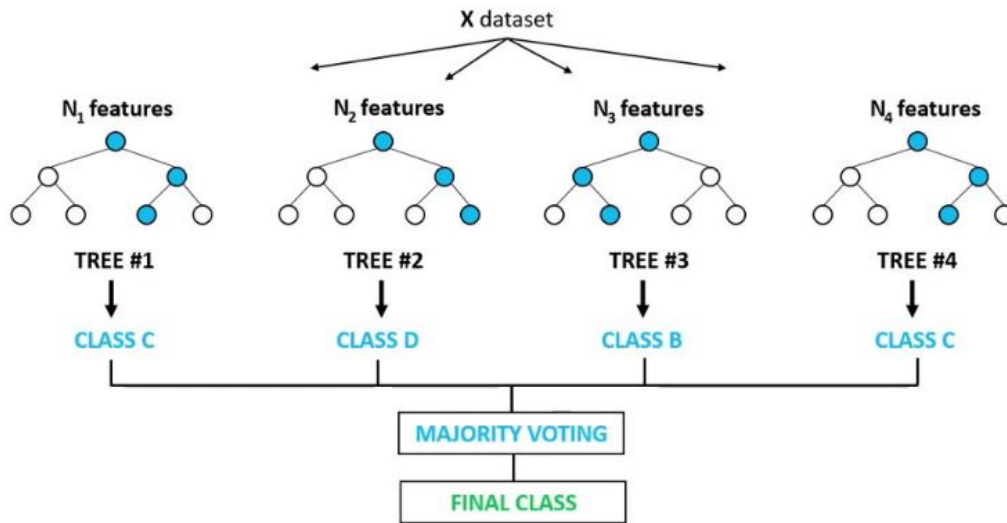 X dataset
N₁ features
N₂ features
N₃ features
N₄ features
TREE #1
TREE #2
TREE #3
TREE #4
CLASS C
CLASS D
CLASS B
CLASS C
MAJORITY VOTING
FINAL CLASS